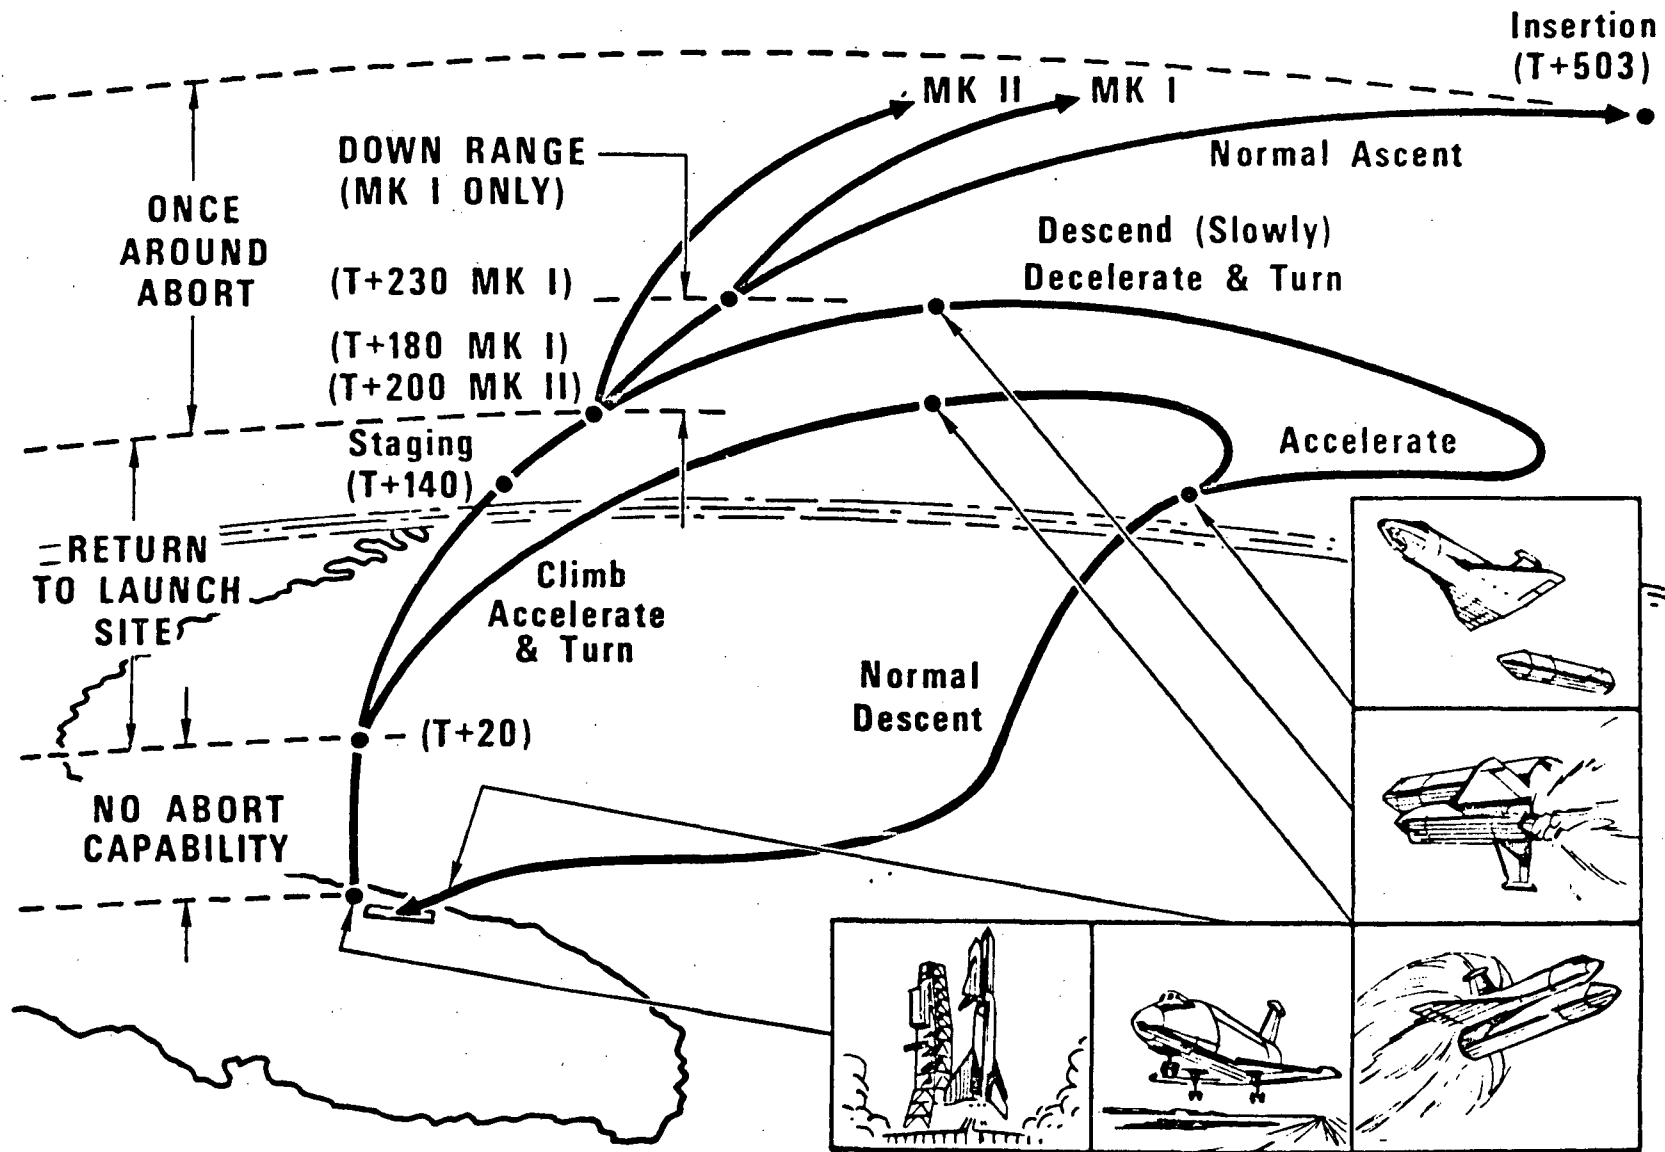 Insertion
(T+503)
MK II
MK I
DOWN RANGE
(MK I ONLY)
Normal Ascent
ONCE
AROUND
ABORT
Descend (Slowly)
Decelerate & Turn
(T+230 MK I)
(T+180 MK I)
(T+200 MK II)
Staging
(T+140)
Accelerate
RETURN
TO LAUNCH
SITE
Climb
Accelerate
& Turn
Normal
Descent
(T+20)
NO ABORT
CAPABILITY